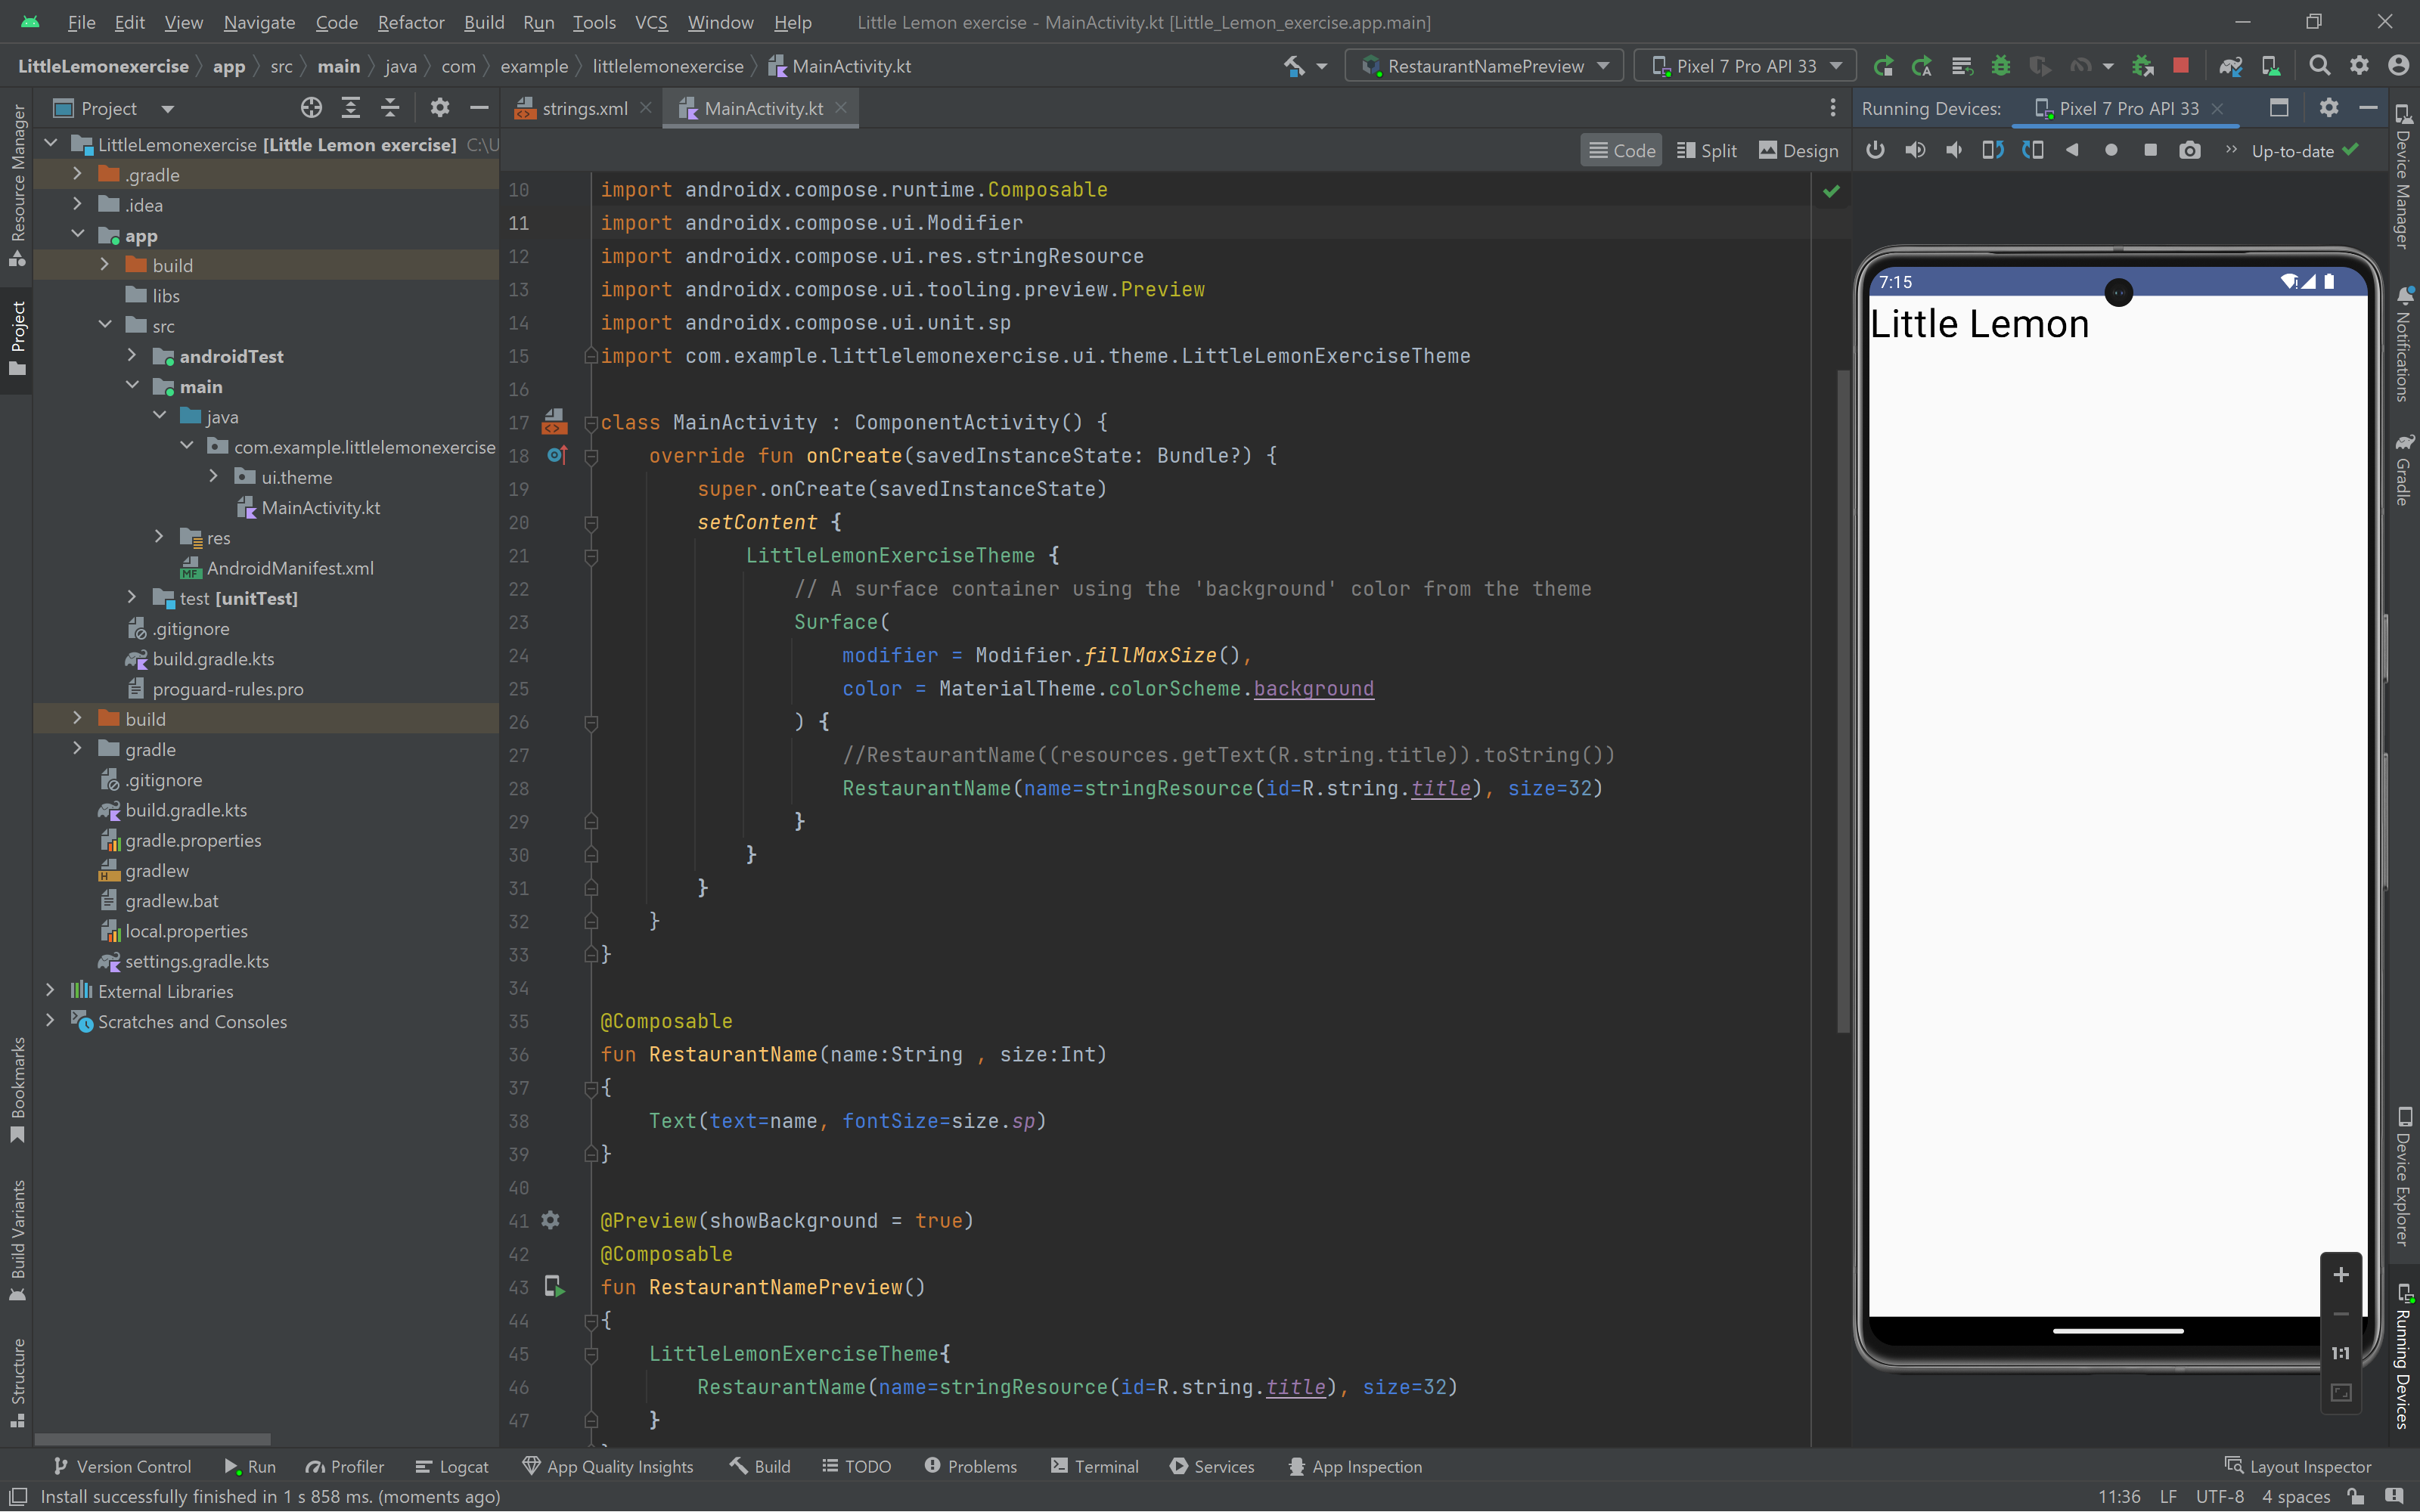 File Edit View Navigate Code Refactor Build Run Tools VCS Window Help Little Lemon exercise - MainActivity.kt [Little_Lemon_exercise.app.main]
LittleLemonexercise app src main java com example littlelemonexercise MainActivity.kt RestaurantNamePreview Pixel 7 Pro API 33
Project strings.xml MainActivity.kt Running Devices: Pixel 7 Pro API 33
Code Split Design Up-to-date
Resource Manager
Project
Bookmarks
Build Variants
Structure
LittleLemonexercise [Little Lemon exercise] C:\U
.gradle
.idea
app
build
libs
src
androidTest
main
java
com.example.littlelemonexercise
ui.theme
MainActivity.kt
res
MF AndroidManifest.xml
test [unitTest]
.gitignore
build.gradle.kts
proguard-rules.pro
build
gradle
.gitignore
build.gradle.kts
gradle.properties
gradlew
gradlew.bat
local.properties
settings.gradle.kts
External Libraries
Scratches and Consoles
10 import androidx.compose.runtime.Composable
11 import androidx.compose.ui.Modifier
12 import androidx.compose.ui.res.stringResource
13 import androidx.compose.ui.tooling.preview.Preview
14 import androidx.compose.ui.unit.sp
15 import com.example.littlelemonexercise.ui.theme.LittleLemonExerciseTheme
16
17 class MainActivity : ComponentActivity() {
18 override fun onCreate(savedInstanceState: Bundle?) {
19 super.onCreate(savedInstanceState)
20 setContent {
21 LittleLemonExerciseTheme {
22 // A surface container using the 'background' color from the theme
23 Surface(
24 modifier = Modifier.fillMaxSize(),
25 color = MaterialTheme.colorScheme.background
26 ) {
27 //RestaurantName((resources.getText(R.string.title)).toString())
28 RestaurantName(name=stringResource(id=R.string.title), size=32)
29 }
30 }
31 }
32 }
33 }
34
35 @Composable
36 fun RestaurantName(name:String , size:Int)
37 {
38 Text(text=name, fontSize=size.sp)
39 }
40
41 @Preview(showBackground = true)
42 @Composable
43 fun RestaurantNamePreview()
44 {
45 LittleLemonExerciseTheme{
46 RestaurantName(name=stringResource(id=R.string.title), size=32)
47 }
7:15
Little Lemon
1:1
Device Manager
Notifications
Gradle
Device Explorer
Running Devices
Version Control Run Profiler Logcat App Quality Insights Build TODO Problems Terminal Services App Inspection Layout Inspector
Install successfully finished in 1 s 858 ms. (moments ago) 11:36 LF UTF-8 4 spaces